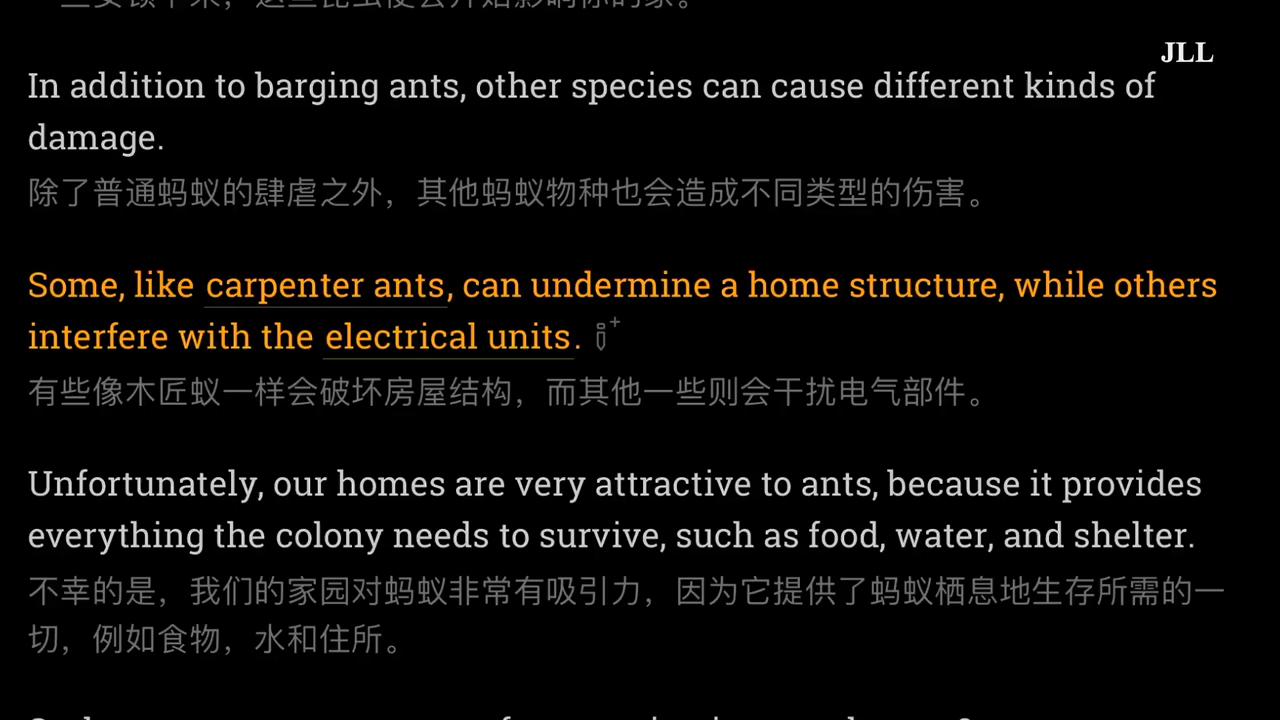 JLL
In addition to barging ants, other species can cause different kinds of
damage.
除了普通蚂蚁的肆虐之外，其他蚂蚁物种也会造成不同类型的伤害。
Some, like carpenter ants, can undermine a home structure, while others
interfere with the electrical units.
有些像木匠蚁一样会破坏房屋结构，而其他一些则会干扰电气部件。
Unfortunately, our homes are very attractive to ants, because it provides
everything the colony needs to survive, such as food, water, and shelter.
不幸的是，我们的家园对蚂蚁非常有吸引力，因为它提供了蚂蚁栖息地生存所需的一
切，例如食物，水和住所。